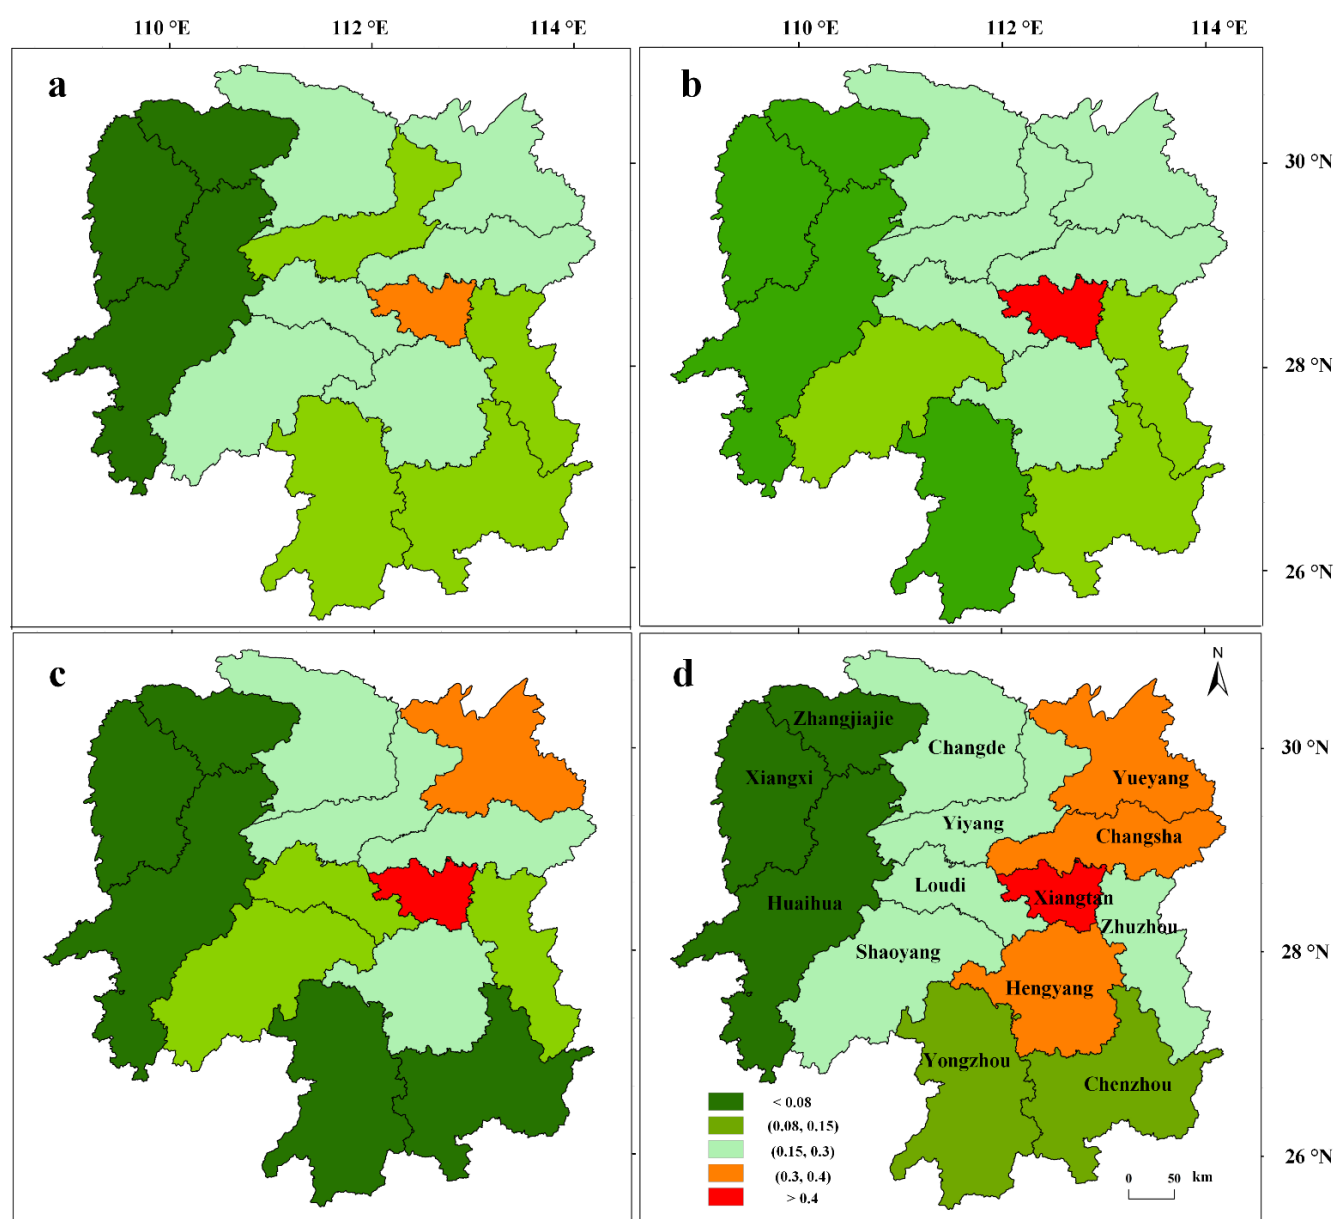 110 °E 112 °E 114 °E 110 °E 112 °E 114 °E
a
b
30 °N
28 °N
26 °N
c
d
N
Zhangjiajie
Changde
30 °N
Xiangxi
Yueyang
Yiyang
Changsha
Loudi
Xiangtan
Huaihua
Zhuzhou
Shaoyang
28 °N
Hengyang
Yongzhou
Chenzhou
< 0.08
(0.08, 0.15)
(0.15, 0.3)
26 °N
(0.3, 0.4)
0 50 km
> 0.4